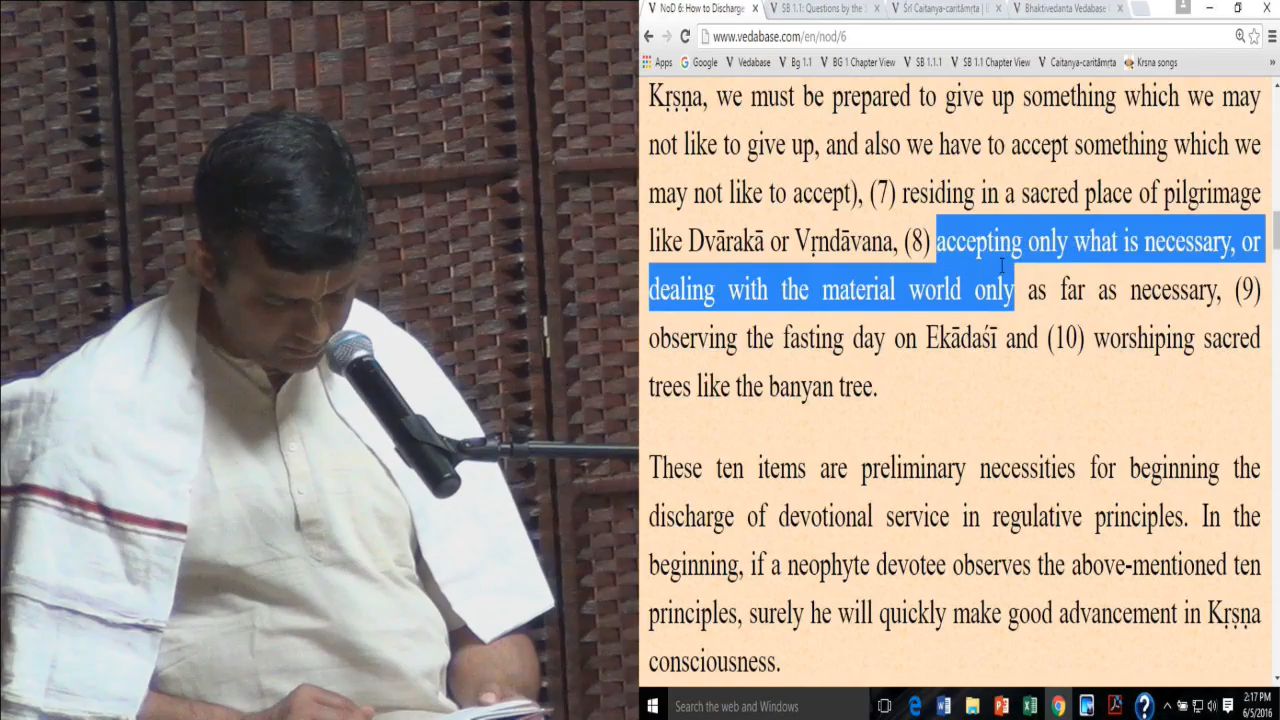 NoD 6: How to Discharge
SB 1.1: Questions by the S
Śrī Caitanya-caritāmṛta | B
Bhaktivedanta Vedabase
www.vedabase.com/en/nod/6
Apps Google Vedabase Bg 1.1 BG 1 Chapter View SB 1.1.1 SB 1.1 Chapter View Caitanya-caritāmṛta Krsna songs »
Kṛṣṇa, we must be prepared to give up something which we may
not like to give up, and also we have to accept something which we
may not like to accept), (7) residing in a sacred place of pilgrimage
like Dvārakā or Vṛndāvana, (8) accepting only what is necessary, or
dealing with the material world only as far as necessary, (9)
observing the fasting day on Ekādaśī and (10) worshiping sacred
trees like the banyan tree.
These ten items are preliminary necessities for beginning the
discharge of devotional service in regulative principles. In the
beginning, if a neophyte devotee observes the above-mentioned ten
principles, surely he will quickly make good advancement in Kṛṣṇa
consciousness.
Search the web and Windows
2:17 PM
6/5/2016